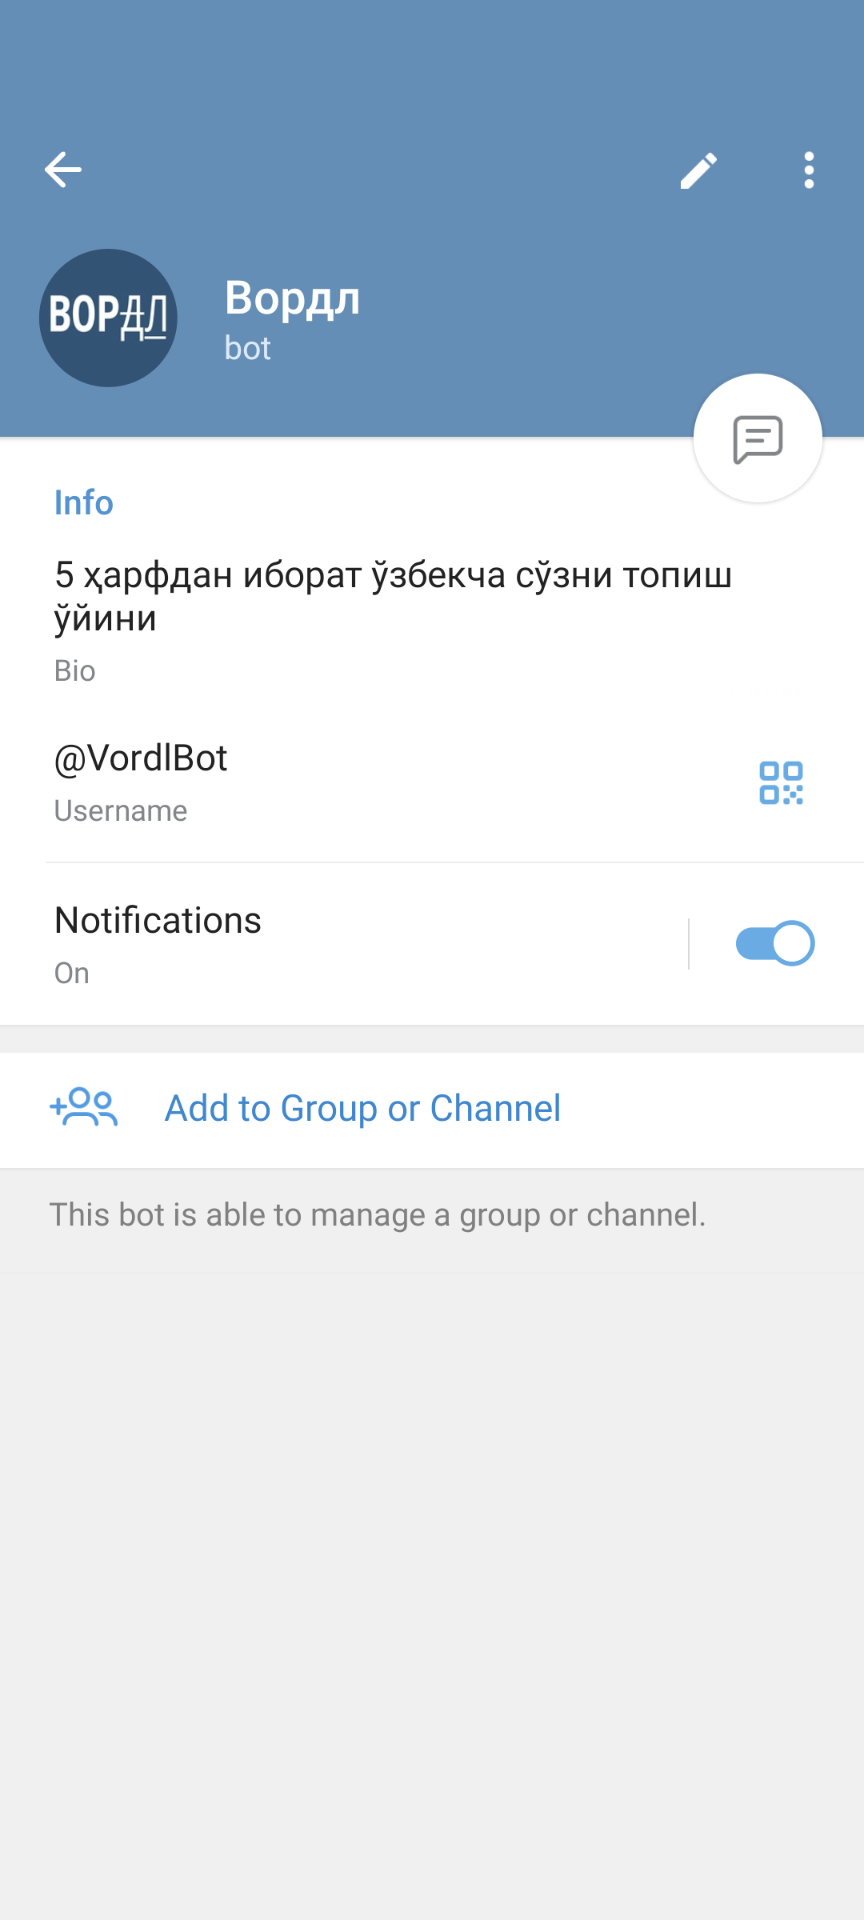 ВОРДЛ
Вордл
bot
Info
5 ҳарфдан иборат ўзбекча сўзни топиш
ўйини
Bio
@VordlBot
Username
Notifications
On
Add to Group or Channel
This bot is able to manage a group or channel.